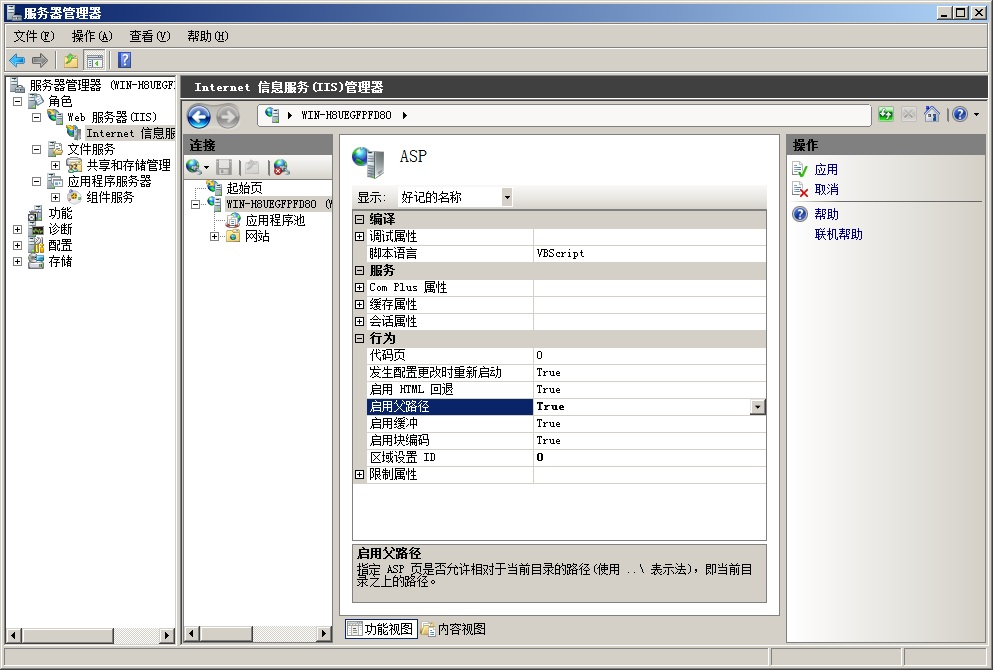 服务器管理器
文件(F) 操作(A) 查看(V) 帮助(H)
服务器管理器 (WIN-H8UEGF
角色
Web 服务器(IIS)
Internet 信息服
文件服务
共享和存储管理
应用程序服务器
组件服务
功能
诊断
配置
存储
Internet 信息服务(IIS)管理器
WIN-H8UEGFPFD80
连接
起始页
WIN-H8UEGFPFD80 (W
应用程序池
网站
ASP
显示: 好记的名称
编译
调试属性
脚本语言 VBScript
服务
Com Plus 属性
缓存属性
会话属性
行为
代码页 0
发生配置更改时重新启动 True
启用 HTML 回退 True
启用父路径 True
启用缓冲 True
启用块编码 True
区域设置 ID 0
限制属性
启用父路径
指定 ASP 页是否允许相对于当前目录的路径(使用 ..\ 表示法)，即当前目
录之上的路径。
功能视图 内容视图
操作
应用
取消
帮助
联机帮助